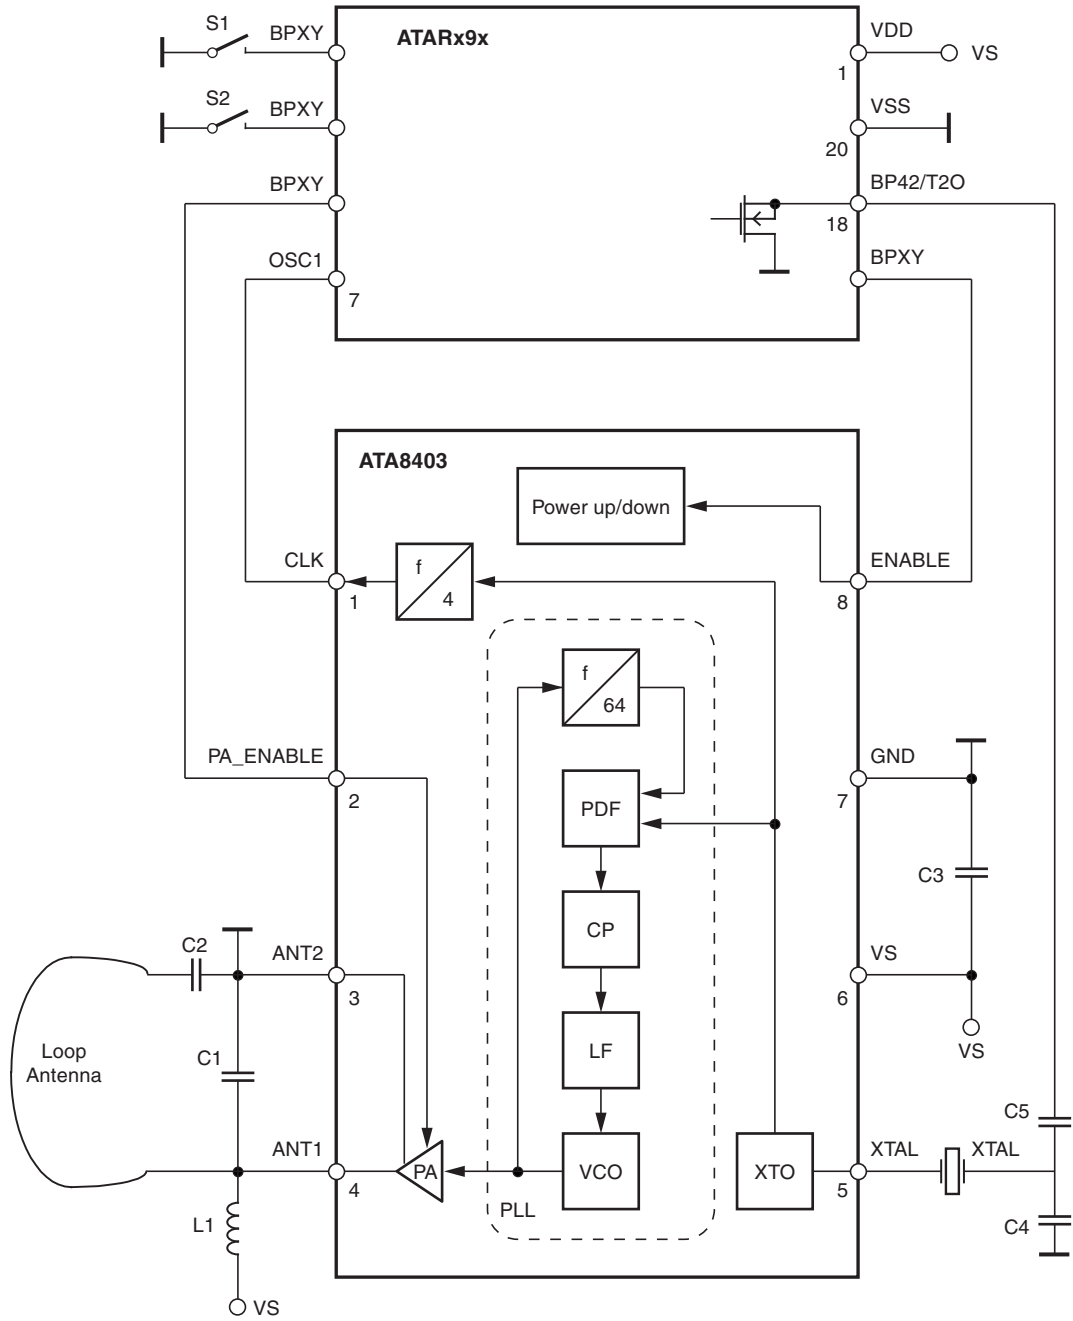 S1
BPXY
ATARx9x
VDD
VS
1
S2
BPXY
VSS
20
BPXY
BP42/T2O
18
OSC1
7
BPXY
ATA8403
Power up/down
CLK
1
f
4
ENABLE
8
f
64
PA_ENABLE
2
GND
7
PDF
C3
CP
C2
ANT2
3
VS
6
Loop
Antenna
C1
LF
VS
C5
ANT1
4
PA
VCO
XTO
XTAL
5
XTAL
PLL
L1
C4
VS